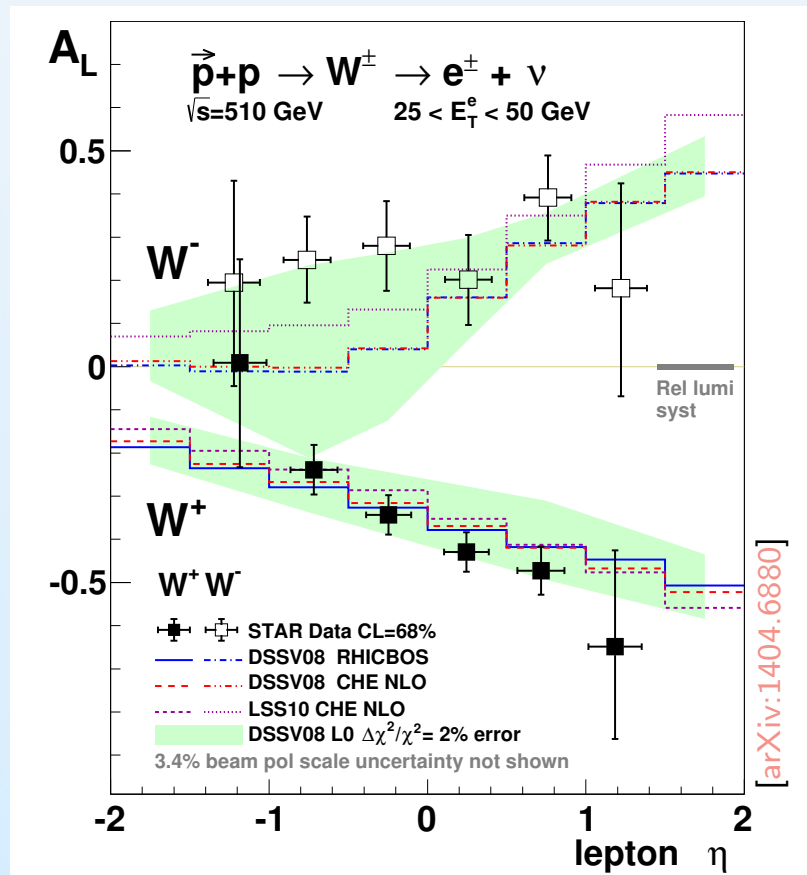 A_L
p⃗+p → W^± → e^± + ν
√s=510 GeV 25 < E_T^e < 50 GeV
0.5
W^-
0
Rel lumi
syst
W^+
-0.5
W^+ W^-
STAR Data CL=68%
DSSV08 RHICBOS
DSSV08 CHE NLO
LSS10 CHE NLO
DSSV08 L0 Δχ²/χ²= 2% error
3.4% beam pol scale uncertainty not shown
-2 -1 0 1 2
lepton η
[arXiv:1404.6880]